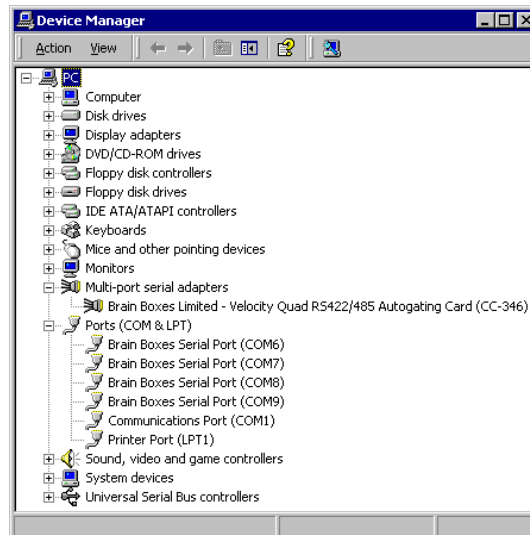 Device Manager
Action View
PC
Computer
Disk drives
Display adapters
DVD/CD-ROM drives
Floppy disk controllers
Floppy disk drives
IDE ATA/ATAPI controllers
Keyboards
Mice and other pointing devices
Monitors
Multi-port serial adapters
Brain Boxes Limited - Velocity Quad RS422/485 Autogating Card (CC-346)
Ports (COM & LPT)
Brain Boxes Serial Port (COM6)
Brain Boxes Serial Port (COM7)
Brain Boxes Serial Port (COM8)
Brain Boxes Serial Port (COM9)
Communications Port (COM1)
Printer Port (LPT1)
Sound, video and game controllers
System devices
Universal Serial Bus controllers